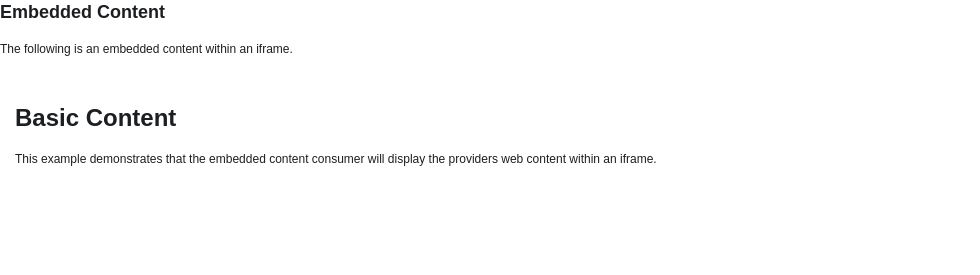 Embedded Content
The following is an embedded content within an iframe.
Basic Content
This example demonstrates that the embedded content consumer will display the providers web content within an iframe.